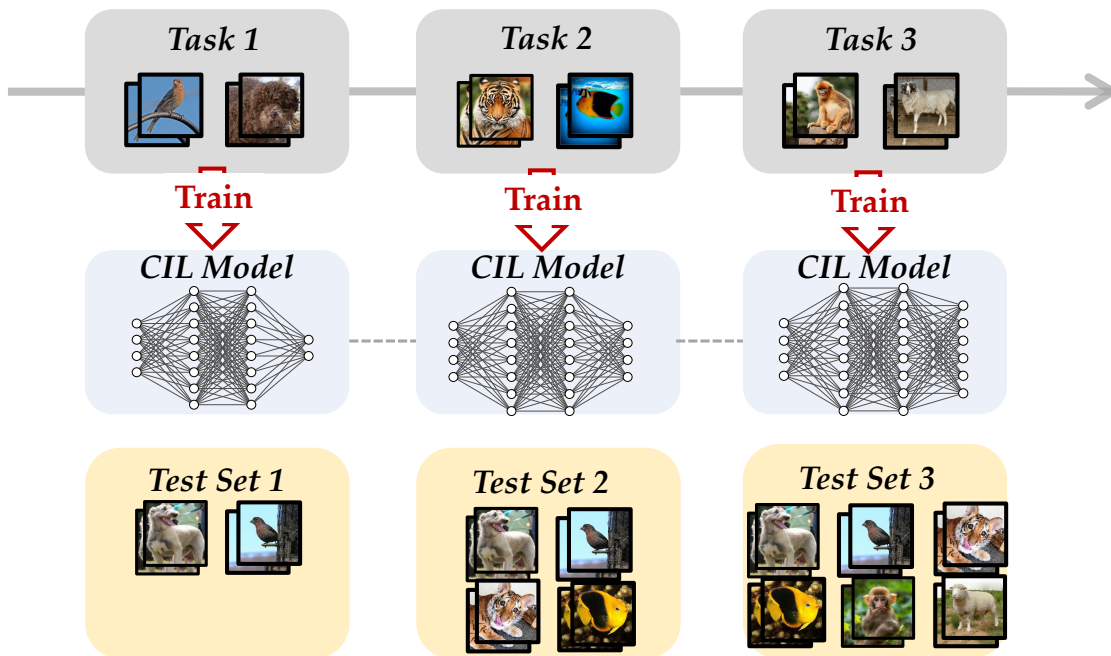 Task 1
Task 2
Task 3
Train
Train
Train
CIL Model
CIL Model
CIL Model
Test Set 1
Test Set 2
Test Set 3